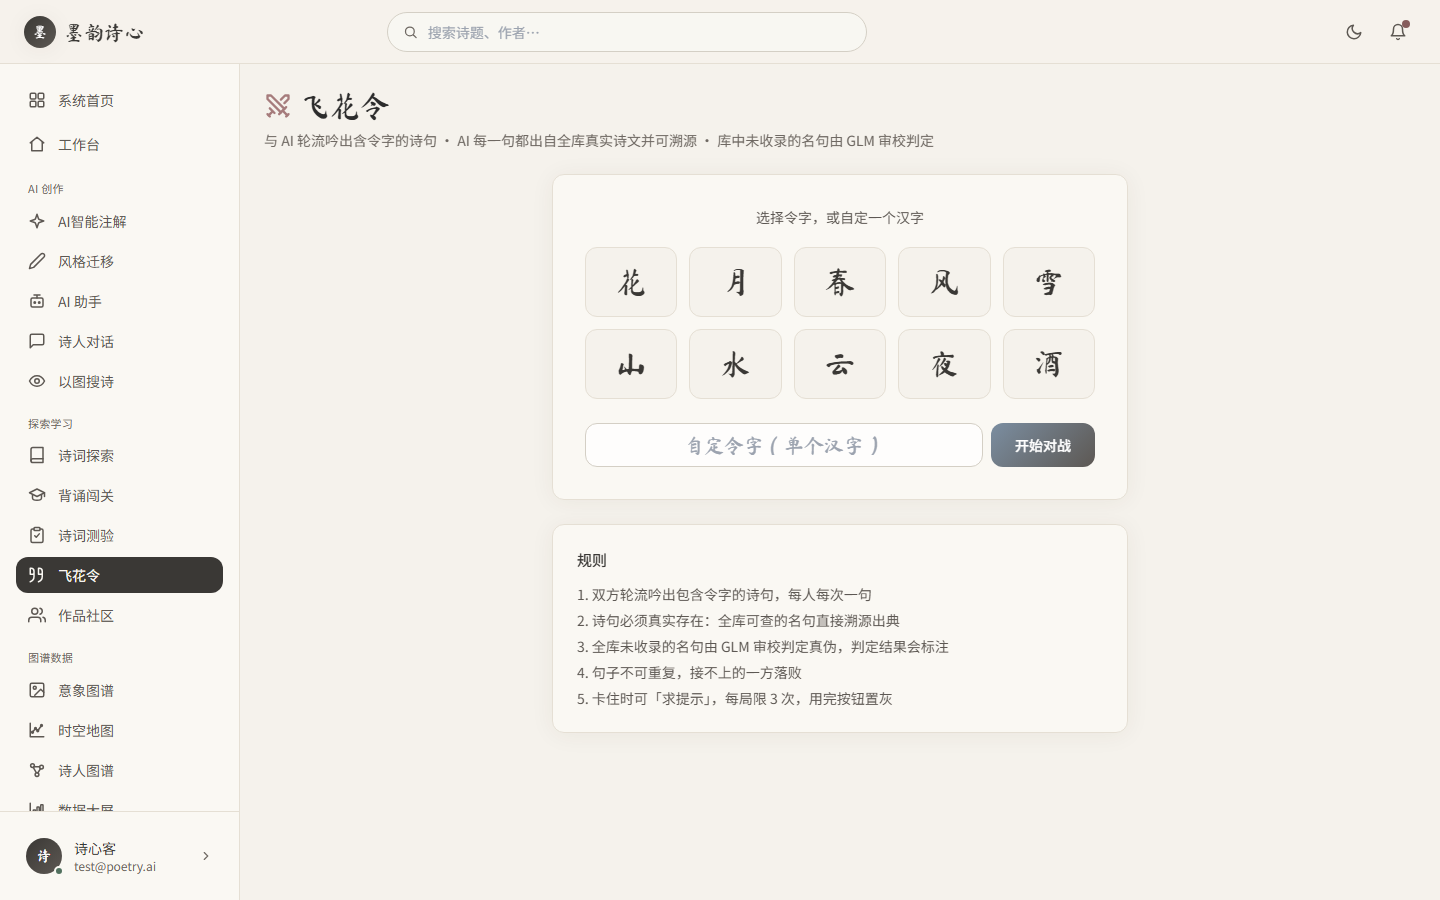 墨 墨韵诗心
搜索诗题、作者…
系统首页
工作台
AI 创作
AI智能注解
风格迁移
AI 助手
诗人对话
以图搜诗
探索学习
诗词探索
背诵闯关
诗词测验
飞花令
作品社区
图谱数据
意象图谱
时空地图
诗人图谱
数据大屏
诗
诗心客
test@poetry.ai
飞花令
与 AI 轮流吟出含令字的诗句 · AI 每一句都出自全库真实诗文并可溯源 · 库中未收录的名句由 GLM 审校判定
选择令字，或自定一个汉字
花 月 春 风 雪
山 水 云 夜 酒
自定令字（单个汉字） 开始对战
规则
1. 双方轮流吟出包含令字的诗句，每人每次一句
2. 诗句必须真实存在：全库可查的名句直接溯源出典
3. 全库未收录的名句由 GLM 审校判定真伪，判定结果会标注
4. 句子不可重复，接不上的一方落败
5. 卡住时可「求提示」，每局限 3 次，用完按钮置灰